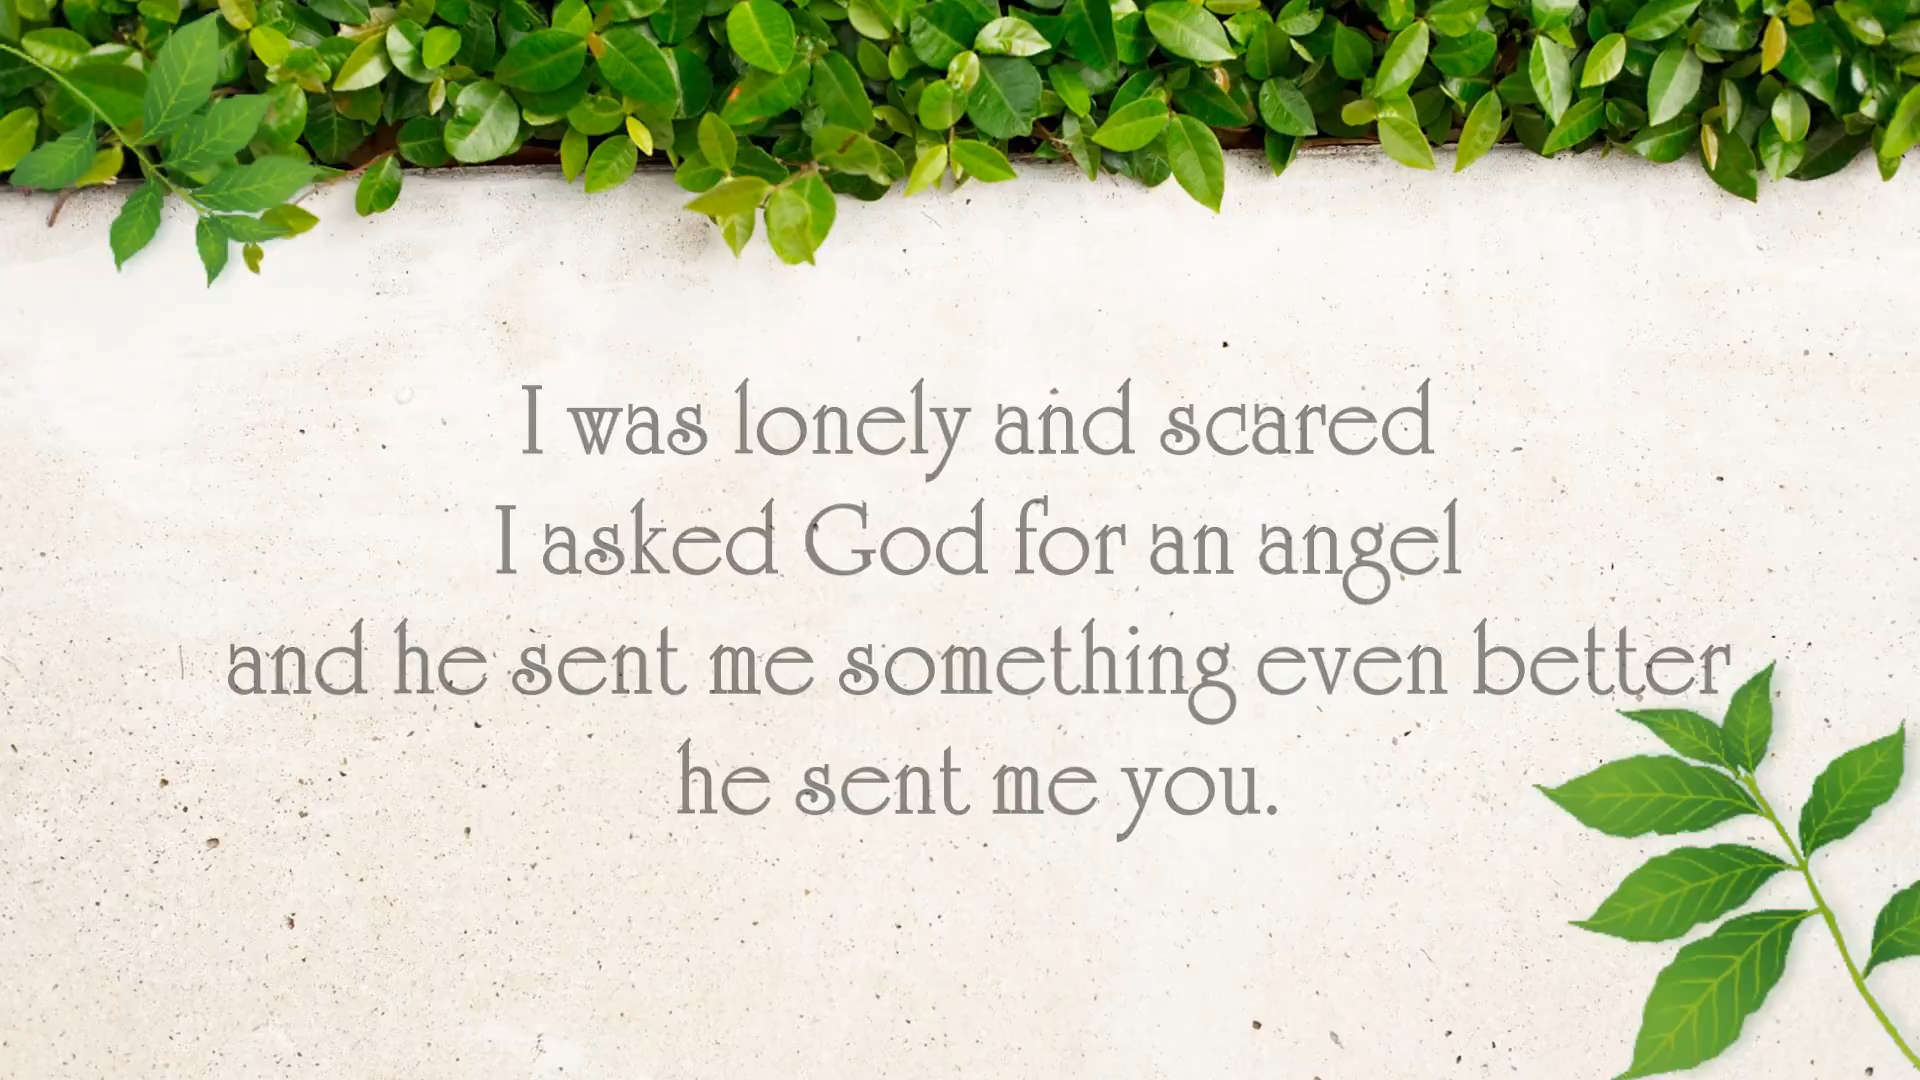 I was lonely and scared
I asked God for an angel
and he sent me something even better
he sent me you.